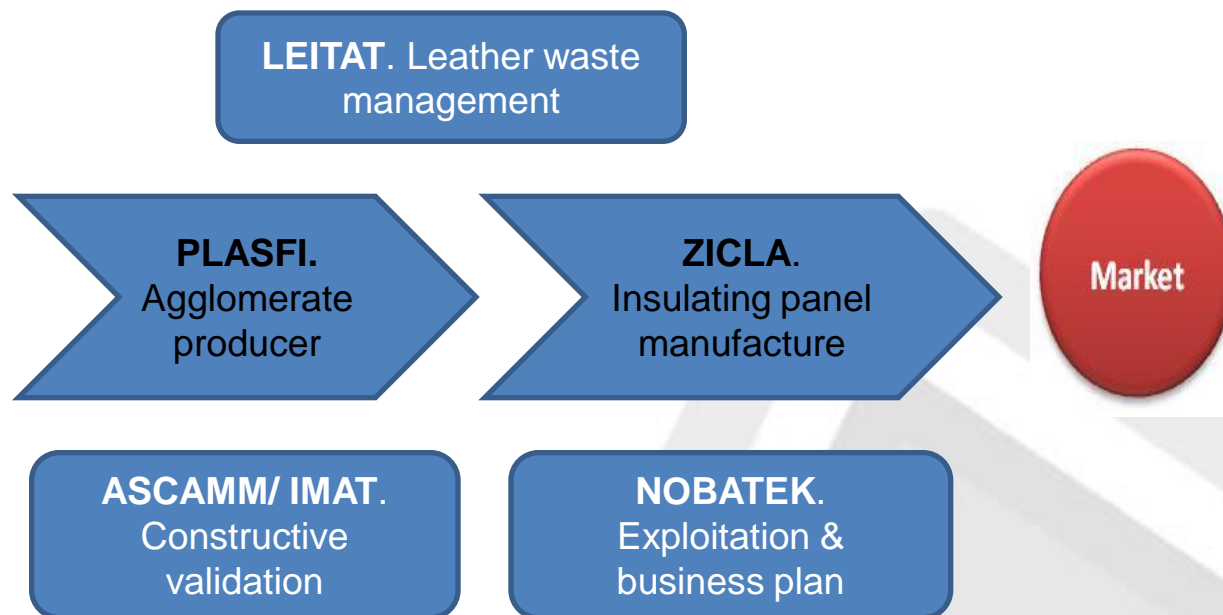 LEITAT. Leather waste
management
PLASFI.
Agglomerate
producer
ZICLA.
Insulating panel
manufacture
Market
ASCAMM/ IMAT.
Constructive
validation
NOBATEK.
Exploitation &
business plan